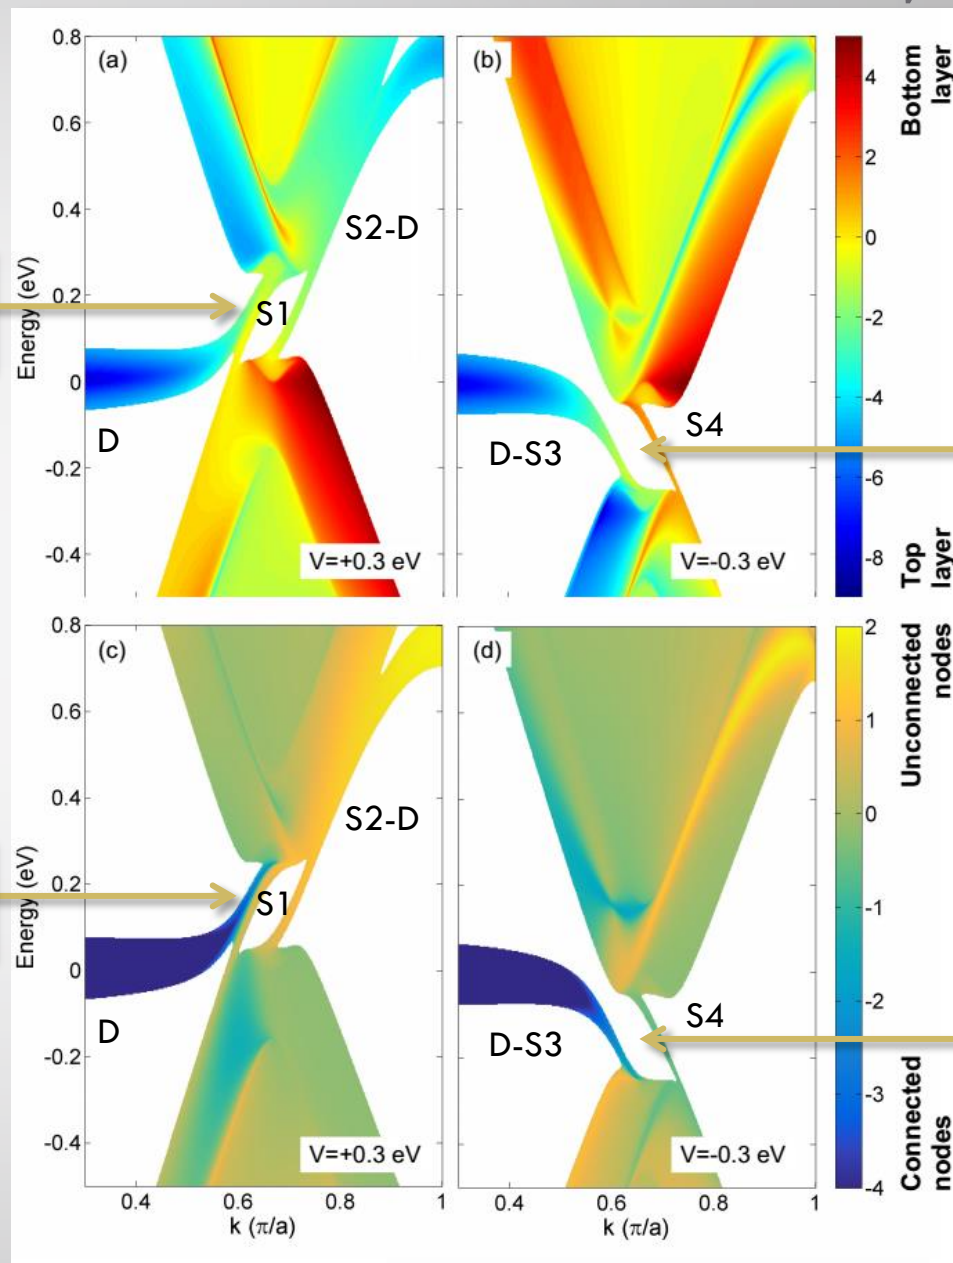 (a)
(b)
0.8
0.6
0.4
0.2
0
-0.2
-0.4
Energy (eV)
S2-D
S1
D
V=+0.3 eV
S4
D-S3
V=-0.3 eV
4
2
0
-2
-4
-6
-8
Bottom
layer
Top
layer
(c)
(d)
0.8
0.6
0.4
0.2
0
-0.2
-0.4
Energy (eV)
S2-D
S1
D
V=+0.3 eV
S4
D-S3
V=-0.3 eV
2
1
0
-1
-2
-3
-4
Unconnected
nodes
Connected
nodes
0.4
0.6
0.8
1
0.4
0.6
0.8
1
k (π/a)
k (π/a)